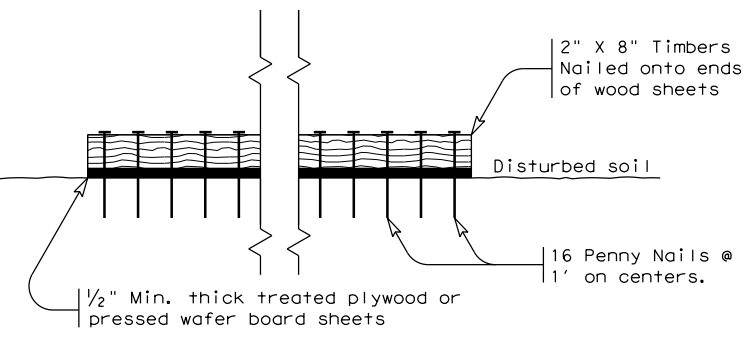 2" X 8" Timbers
Nailed onto ends
of wood sheets
Disturbed soil
16 Penny Nails @
1' on centers.
½" Min. thick treated plywood or
pressed wafer board sheets